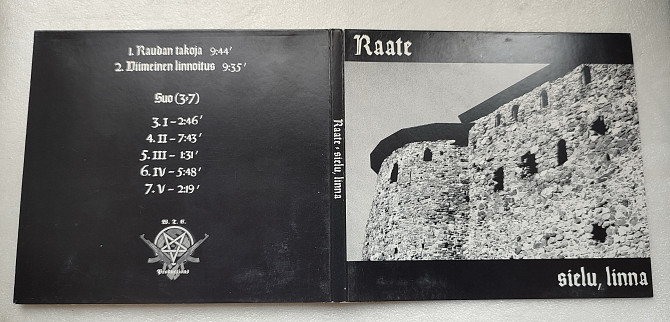 1. Raudan takoja 9:44'
2. Viimeinen linnoitus 9:35'
Suo (3-7)
3. I - 2:46'
4. II - 7:43'
5. III - 1:31'
6. IV - 5:48'
7. V - 2:19'
W. T. C.
Productions
Raate - sielu, linna
Raate
sielu, linna